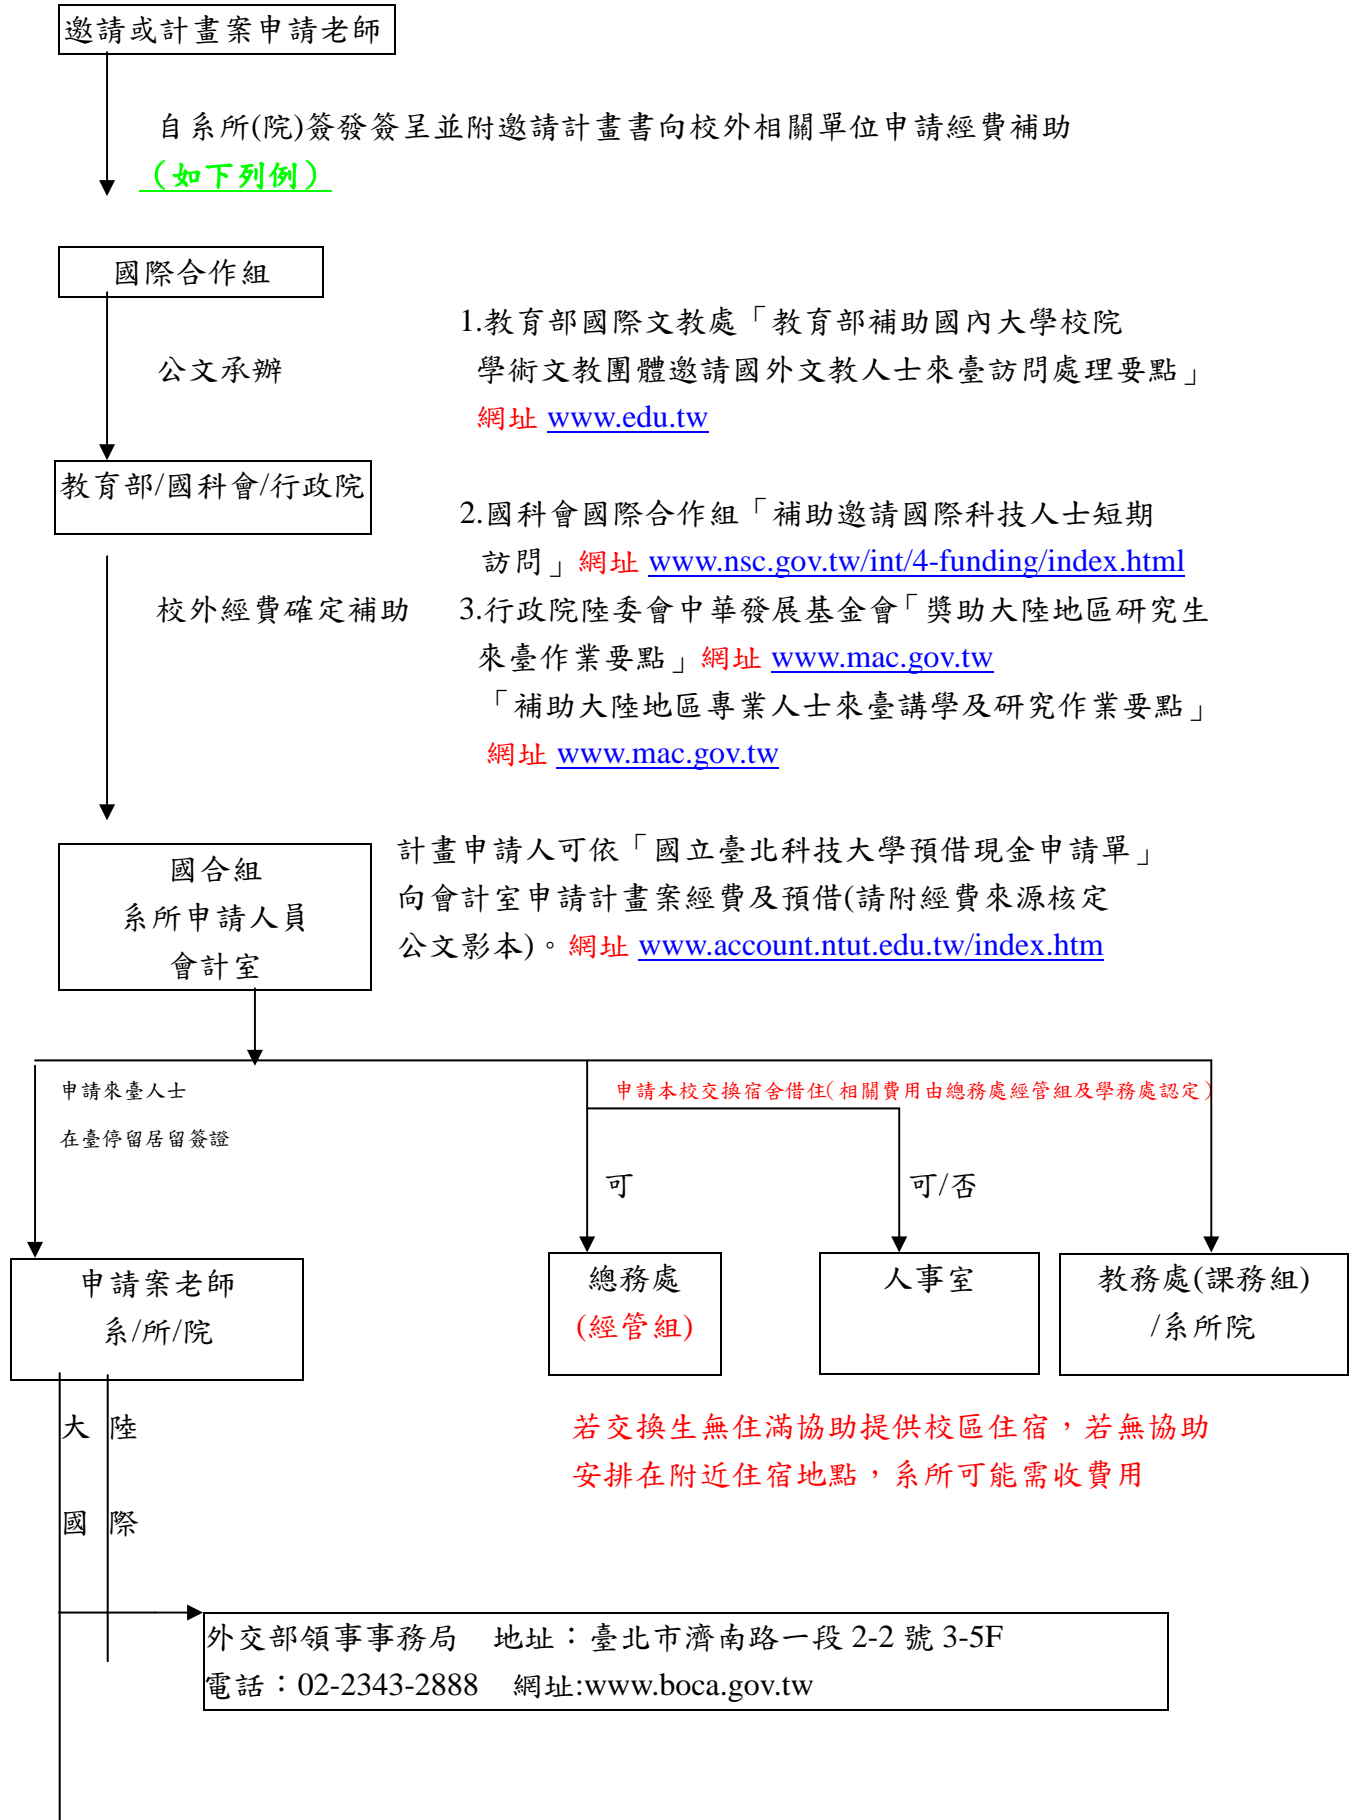 邀請或計畫案申請老師
自系所(院)簽發簽呈並附邀請計畫書向校外相關單位申請經費補助
（如下列例）
國際合作組
公文承辦
1.教育部國際文教處「教育部補助國內大學校院
學術文教團體邀請國外文教人士來臺訪問處理要點」
網址 www.edu.tw
教育部/國科會/行政院
2.國科會國際合作組「補助邀請國際科技人士短期
訪問」網址 www.nsc.gov.tw/int/4-funding/index.html
校外經費確定補助
3.行政院陸委會中華發展基金會「獎助大陸地區研究生
來臺作業要點」網址 www.mac.gov.tw
「補助大陸地區專業人士來臺講學及研究作業要點」
網址 www.mac.gov.tw
國合組
系所申請人員
會計室
計畫申請人可依「國立臺北科技大學預借現金申請單」
向會計室申請計畫案經費及預借(請附經費來源核定
公文影本)。網址 www.account.ntut.edu.tw/index.htm
申請來臺人士
在臺停留居留簽證
申請本校交換宿舍借住(相關費用由總務處經管組及學務處認定)
可
可/否
申請案老師
系/所/院
總務處
(經管組)
人事室
教務處(課務組)
/系所院
大 陸
國 際
若交換生無住滿協助提供校區住宿，若無協助
安排在附近住宿地點，系所可能需收費用
外交部領事事務局　地址：臺北市濟南路一段 2-2 號 3-5F
電話：02-2343-2888　網址:www.boca.gov.tw